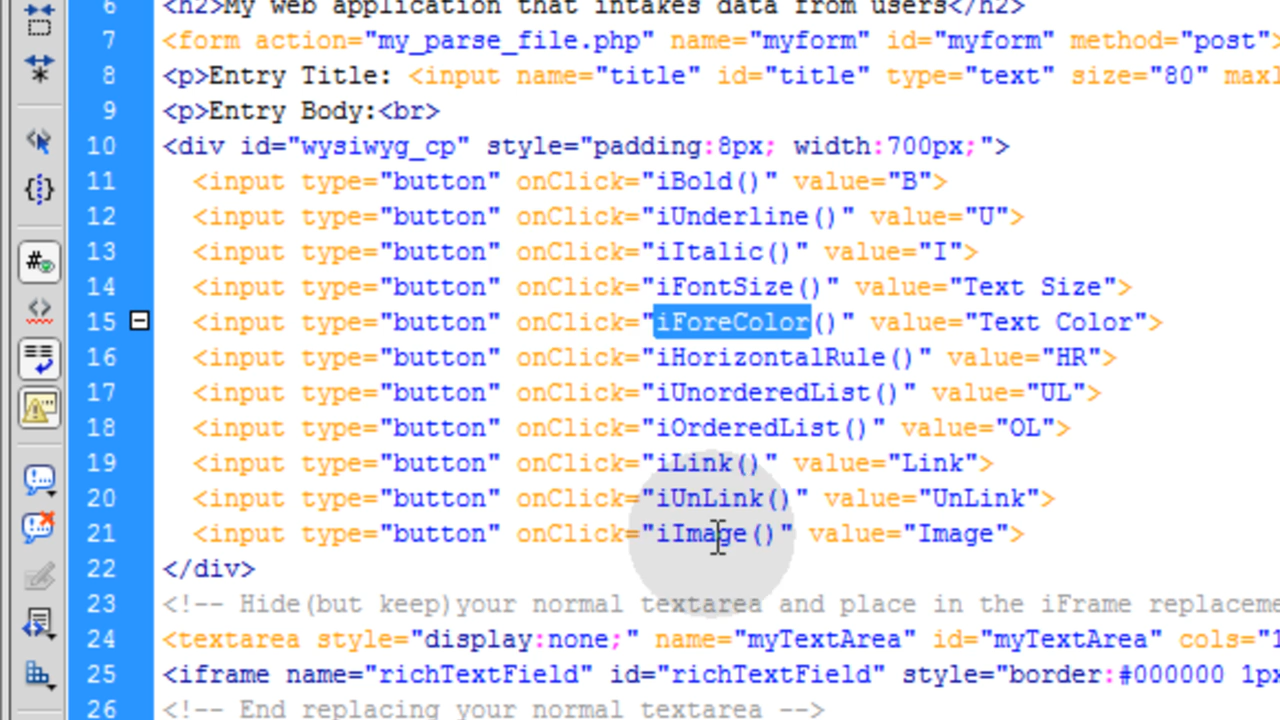 6 <h2>My web application that intakes data from users</h2>
7 <form action="my_parse_file.php" name="myform" id="myform" method="post">
8 <p>Entry Title: <input name="title" id="title" type="text" size="80"
9 <p>Entry Body:<br>
10 <div id="wysiwyg_cp" style="padding:8px; width:700px;">
11 <input type="button" onClick="iBold()" value="B">
12 <input type="button" onClick="iUnderline()" value="U">
13 <input type="button" onClick="iItalic()" value="I">
14 <input type="button" onClick="iFontSize()" value="Text Size">
15 <input type="button" onClick="iForeColor()" value="Text Color">
16 <input type="button" onClick="iHorizontalRule()" value="HR">
17 <input type="button" onClick="iUnorderedList()" value="UL">
18 <input type="button" onClick="iOrderedList()" value="OL">
19 <input type="button" onClick="iLink()" value="Link">
20 <input type="button" onClick="iUnLink()" value="UnLink">
21 <input type="button" onClick="iImage()" value="Image">
22 </div>
23 <!-- Hide(but keep)your normal textarea and place in the iFrame replaceme
24 <textarea style="display:none;" name="myTextArea" id="myTextArea" cols="1
25 <iframe name="richTextField" id="richTextField" style="border:#000000 1px
26 <!-- End replacing your normal textarea -->